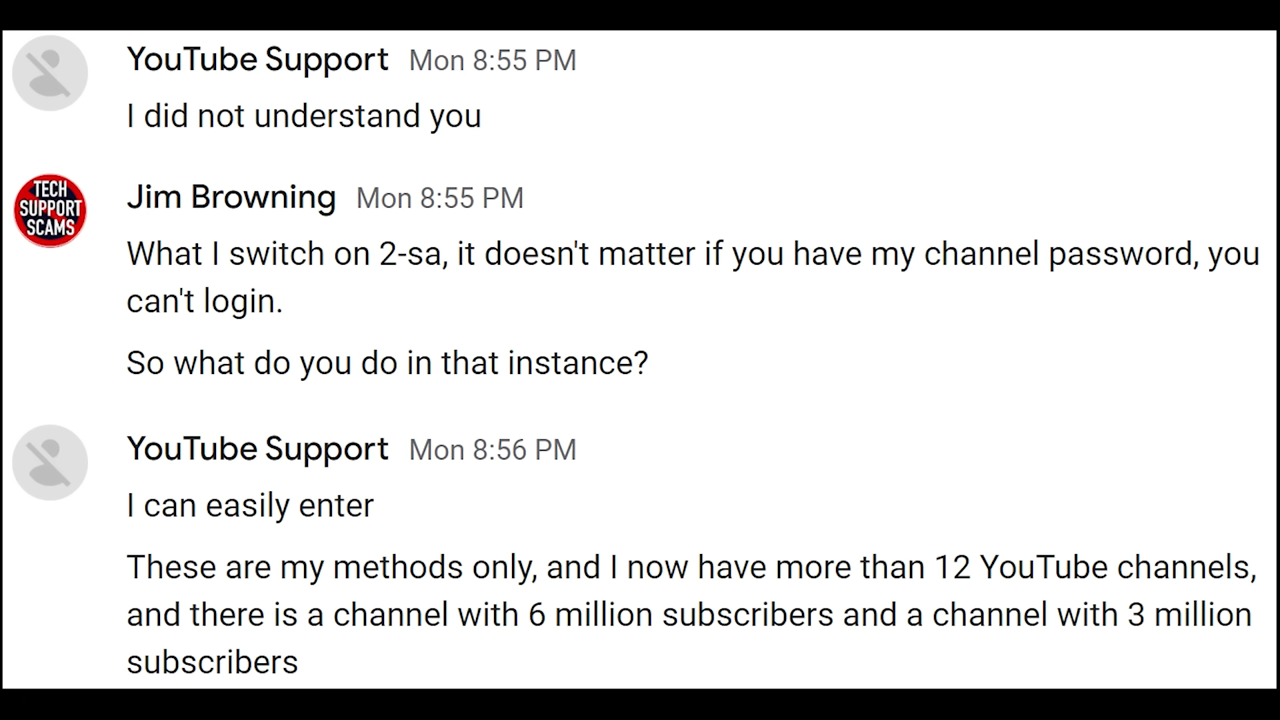 YouTube Support Mon 8:55 PM
I did not understand you
TECH
SUPPORT
SCAMS
Jim Browning Mon 8:55 PM
What I switch on 2-sa, it doesn't matter if you have my channel password, you
can't login.
So what do you do in that instance?
YouTube Support Mon 8:56 PM
I can easily enter
These are my methods only, and I now have more than 12 YouTube channels,
and there is a channel with 6 million subscribers and a channel with 3 million
subscribers